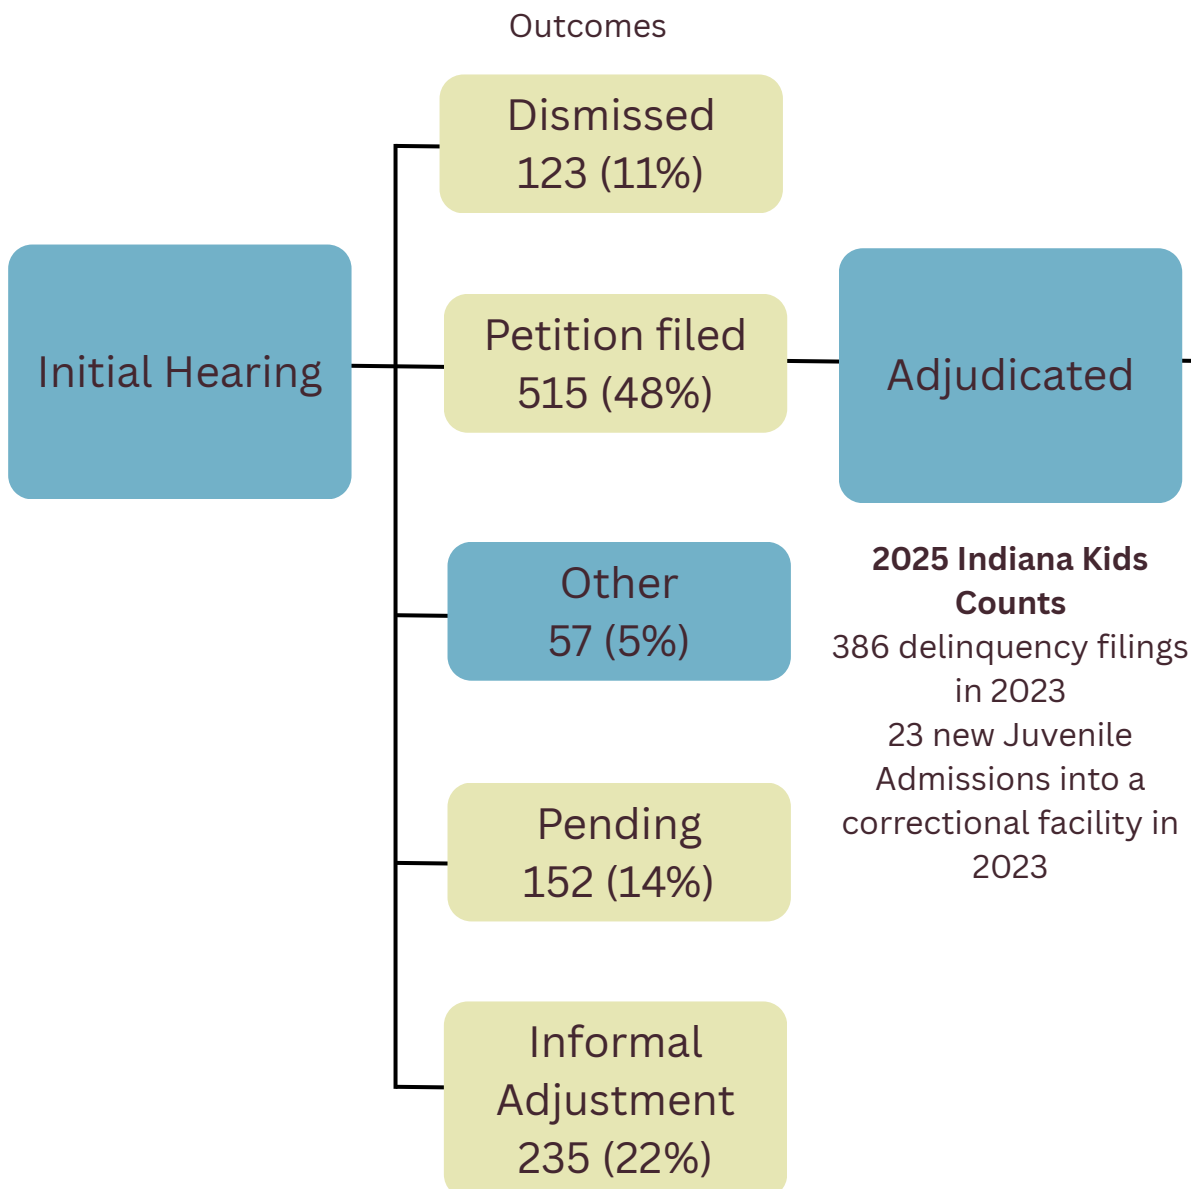 Outcomes
Dismissed
123 (11%)
Initial Hearing
Petition filed
515 (48%)
Adjudicated
Other
57 (5%)
2025 Indiana Kids
Counts
386 delinquency filings
in 2023
23 new Juvenile
Admissions into a
correctional facility in
2023
Pending
152 (14%)
Informal
Adjustment
235 (22%)